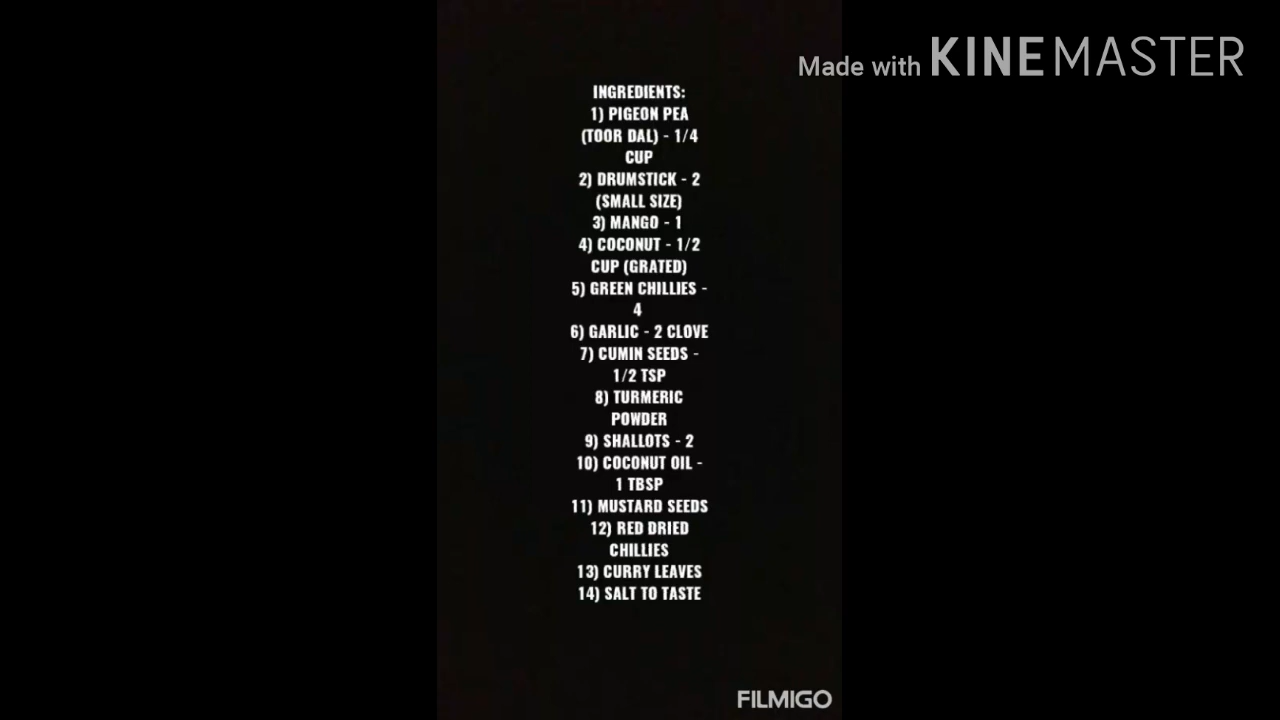 Made with KINEMASTER
INGREDIENTS:
1) PIGEON PEA
(TOOR DAL) - 1/4
CUP
2) DRUMSTICK - 2
(SMALL SIZE)
3) MANGO - 1
4) COCONUT - 1/2
CUP (GRATED)
5) GREEN CHILLIES -
4
6) GARLIC - 2 CLOVE
7) CUMIN SEEDS -
1/2 TSP
8) TURMERIC
POWDER
9) SHALLOTS - 2
10) COCONUT OIL -
1 TBSP
11) MUSTARD SEEDS
12) RED DRIED
CHILLIES
13) CURRY LEAVES
14) SALT TO TASTE
FILMIGO